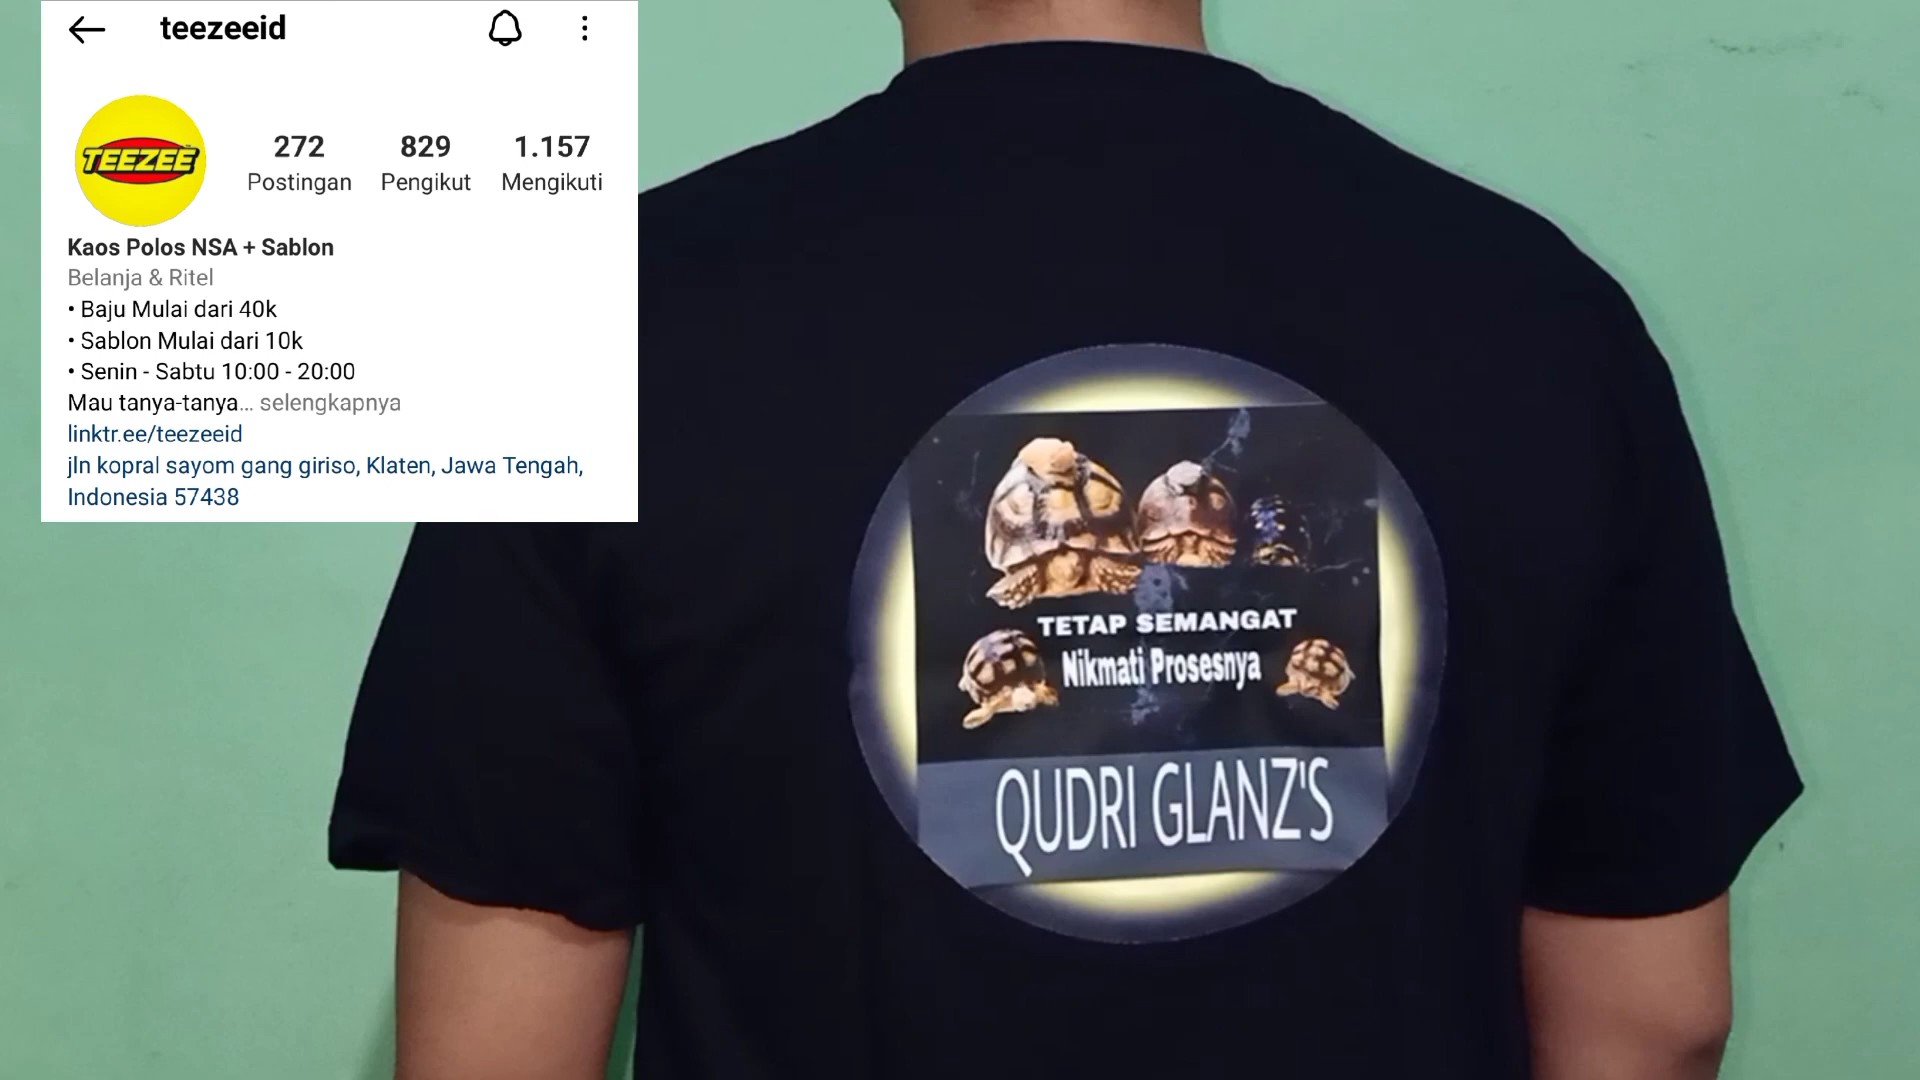 teezeeid
TEEZEE
272
Postingan
829
Pengikut
1.157
Mengikuti
Kaos Polos NSA + Sablon
Belanja & Ritel
• Baju Mulai dari 40k
• Sablon Mulai dari 10k
• Senin - Sabtu 10:00 - 20:00
Mau tanya-tanya... selengkapnya
linktr.ee/teezeeid
jln kopral sayom gang giriso, Klaten, Jawa Tengah,
Indonesia 57438
TETAP SEMANGAT
Nikmati Prosesnya
QUDRI GLANZ'S